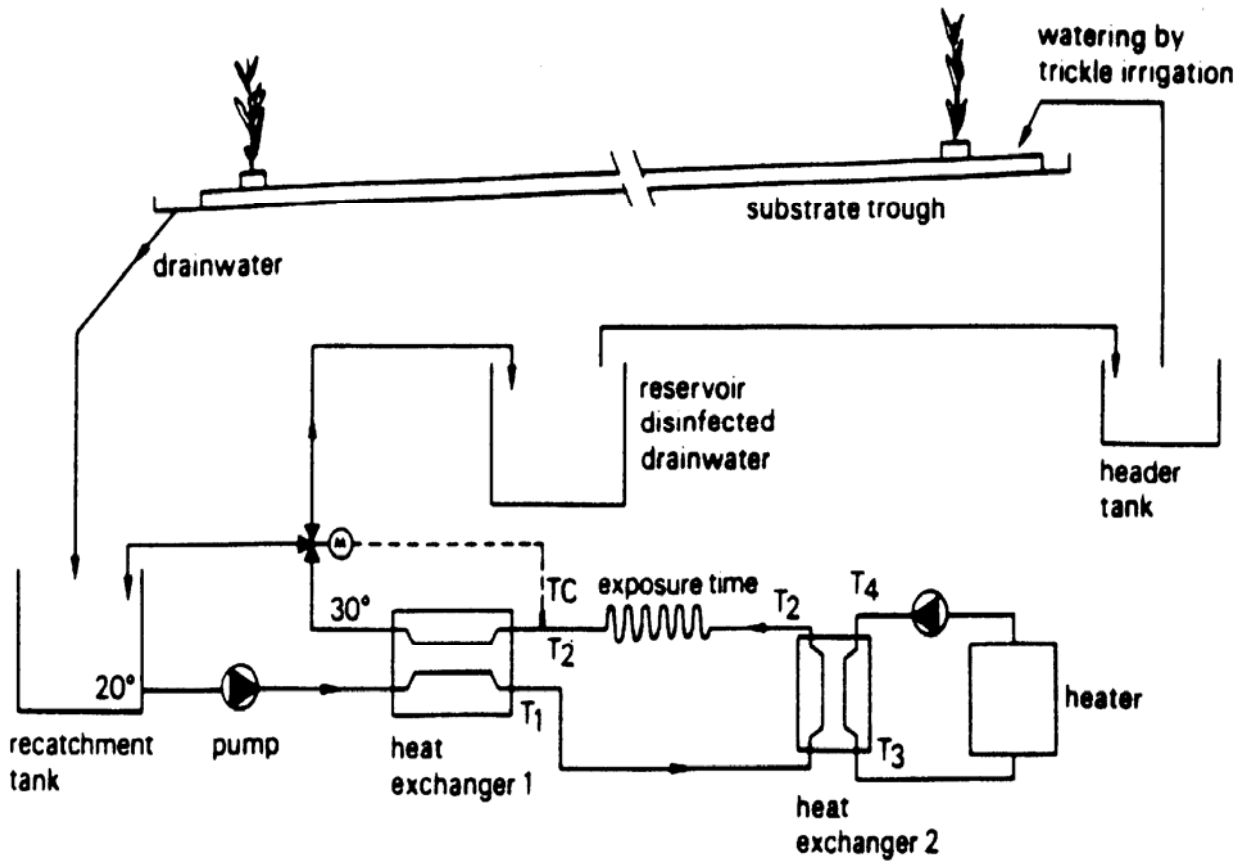 watering by
trickle irrigation
substrate trough
drainwater
reservoir
disinfected
drainwater
header
tank
M
TC
exposure time
T2
T4
30°
T2
20°
T1
T3
heater
recatchment
tank
pump
heat
exchanger 1
heat
exchanger 2